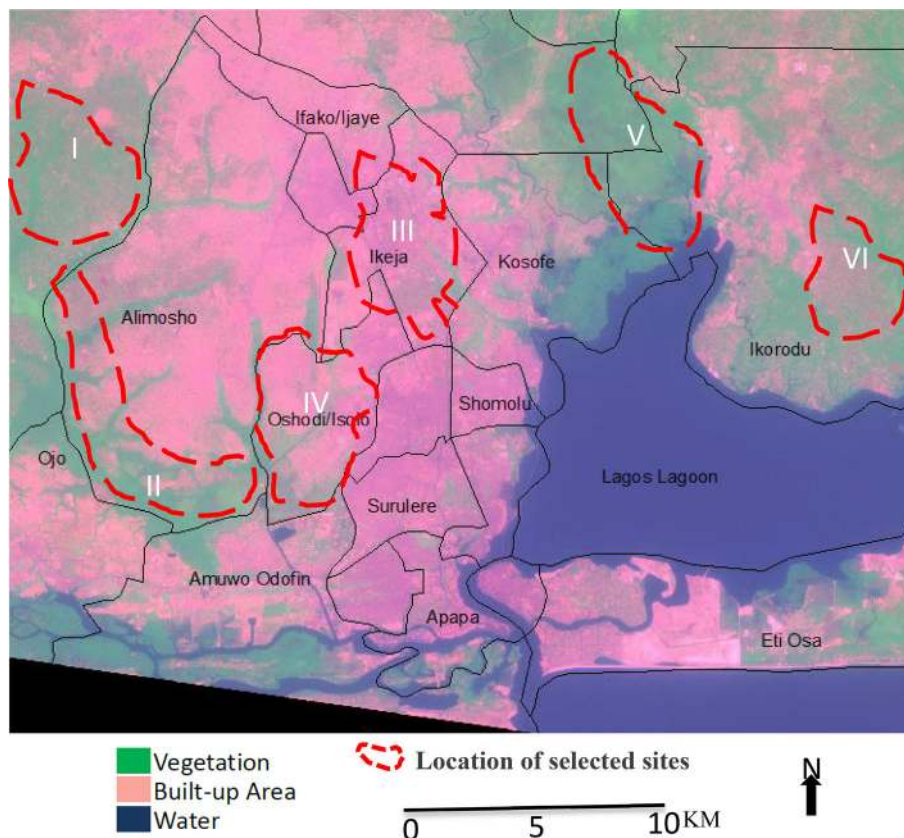 I
Ifako/Ijaye
V
III
Ikeja
Kosofe
VI
Alimosho
Ikorodu
IV
Oshodi/Isolo
Shomolu
Ojo
II
Lagos Lagoon
Surulere
Amuwo Odofin
Apapa
Eti Osa
Vegetation
Built-up Area
Water
Location of selected sites
0 5 10KM
N